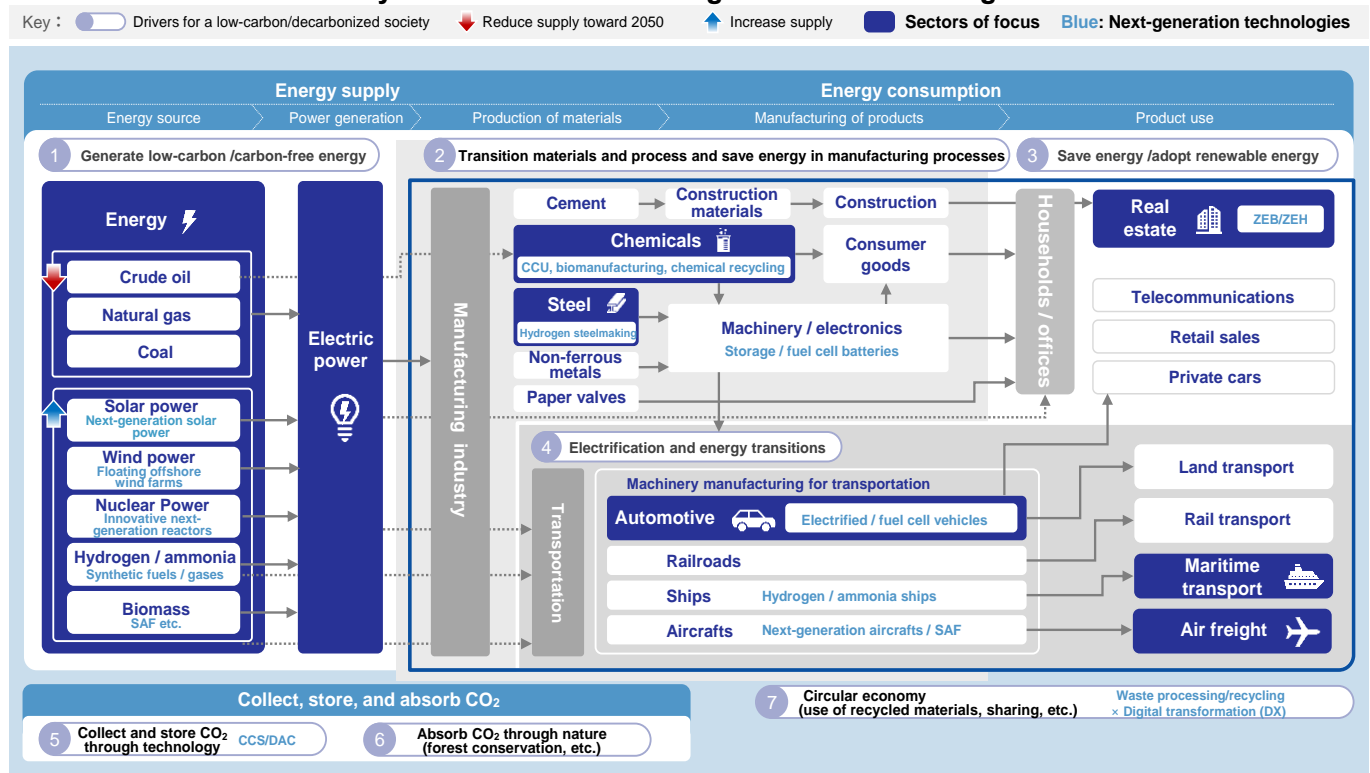 Key : Drivers for a low-carbon/decarbonized society Reduce supply toward 2050 Increase supply Sectors of focus Blue: Next-generation technologies
Energy supply
Energy consumption
Energy source
Power generation
Production of materials
Manufacturing of products
Product use
1 Generate low-carbon /carbon-free energy
2 Transition materials and process and save energy in manufacturing processes
3 Save energy /adopt renewable energy
Energy
Crude oil
Natural gas
Coal
Solar power
Next-generation solar
power
Wind power
Floating offshore
wind farms
Nuclear Power
Innovative next-
generation reactors
Hydrogen / ammonia
Synthetic fuels / gases
Biomass
SAF etc.
Electric
power
Manufacturing industry
Cement
Construction
materials
Construction
Chemicals
CCU, biomanufacturing, chemical recycling
Consumer
goods
Steel
Hydrogen steelmaking
Machinery / electronics
Storage / fuel cell batteries
Non-ferrous
metals
Paper valves
Households / offices
Real
estate
ZEB/ZEH
Telecommunications
Retail sales
Private cars
4 Electrification and energy transitions
Transportation
Machinery manufacturing for transportation
Automotive
Electrified / fuel cell vehicles
Railroads
Ships
Hydrogen / ammonia ships
Aircrafts
Next-generation aircrafts / SAF
Land transport
Rail transport
Maritime
transport
Air freight
Collect, store, and absorb CO₂
5 Collect and store CO₂
through technology
CCS/DAC
6 Absorb CO₂ through nature
(forest conservation, etc.)
7 Circular economy
(use of recycled materials, sharing, etc.)
Waste processing/recycling
× Digital transformation (DX)